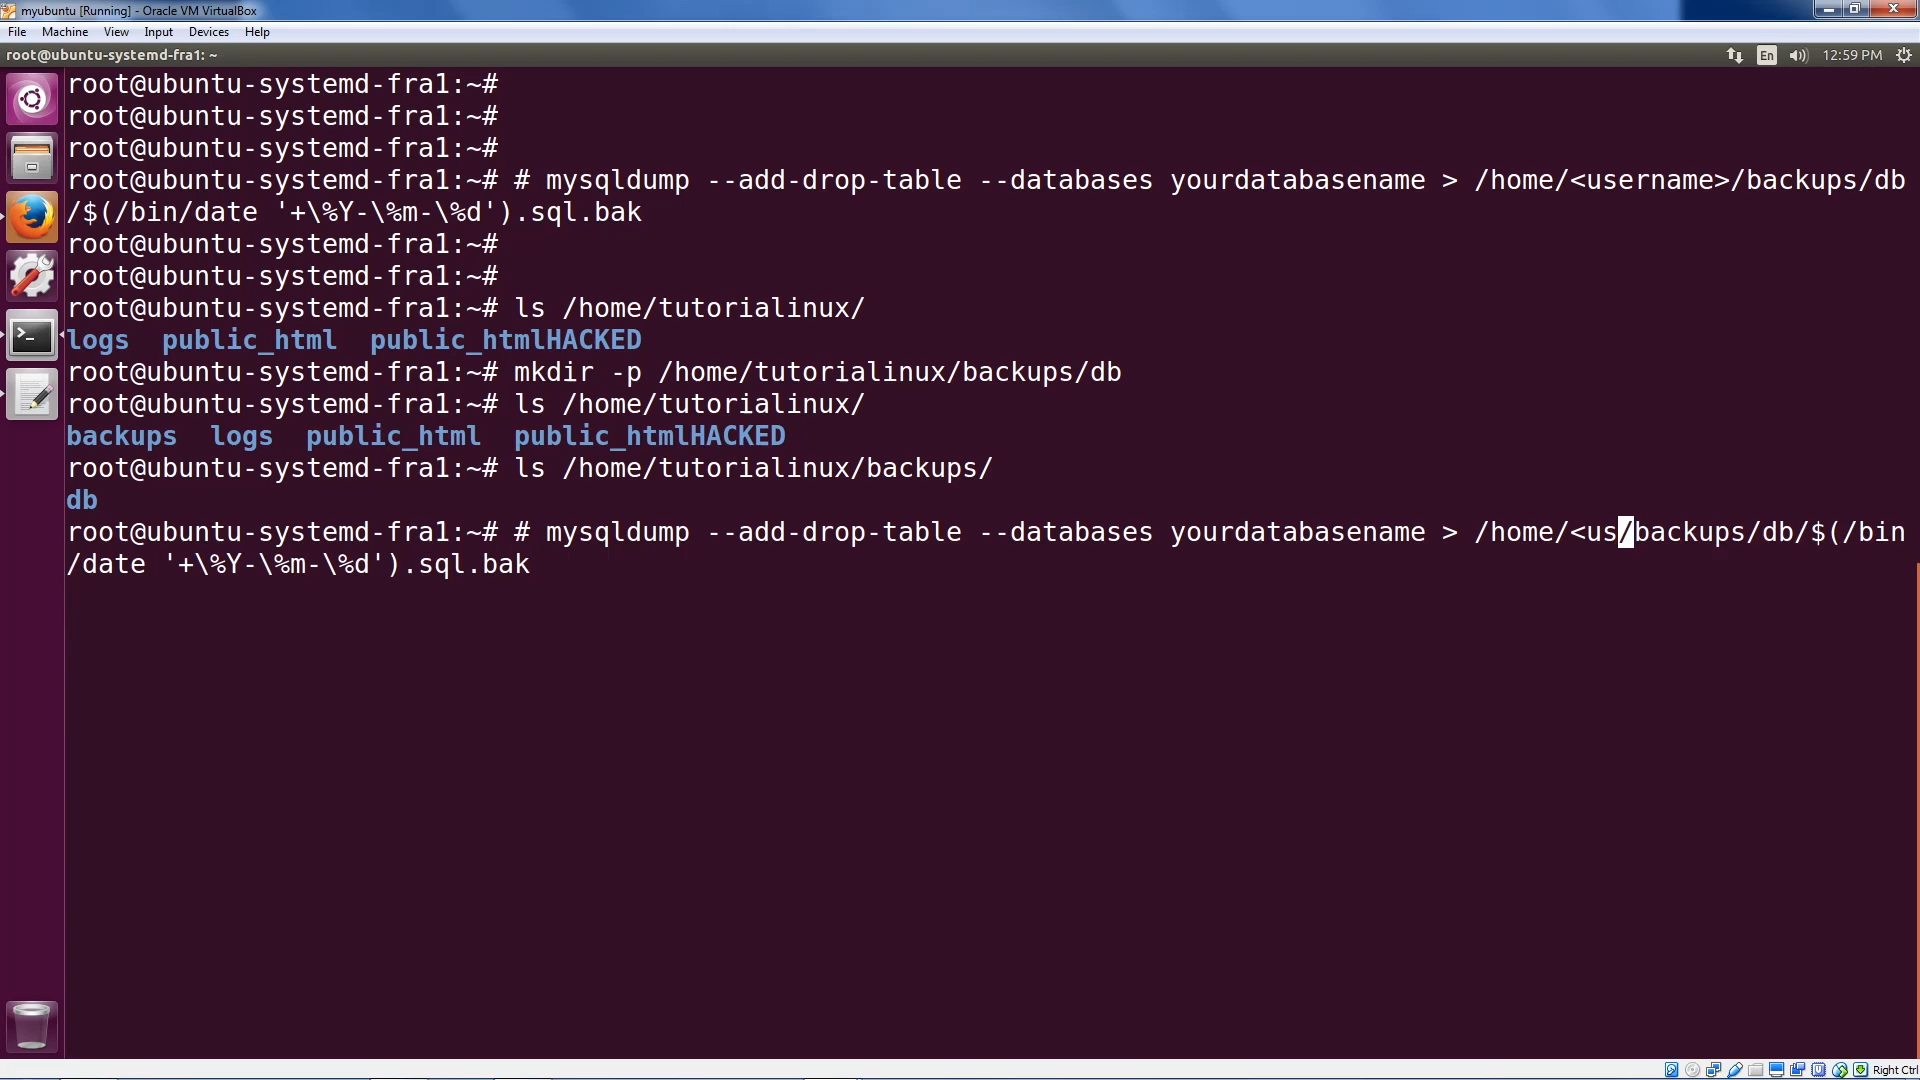 myubuntu [Running] - Oracle VM VirtualBox
File Machine View Input Devices Help
root@ubuntu-systemd-fra1: ~
En 12:59 PM
root@ubuntu-systemd-fra1:~#
root@ubuntu-systemd-fra1:~#
root@ubuntu-systemd-fra1:~#
root@ubuntu-systemd-fra1:~# # mysqldump --add-drop-table --databases yourdatabasename > /home/<username>/backups/db
/$(/bin/date '+\%Y-\%m-\%d').sql.bak
root@ubuntu-systemd-fra1:~#
root@ubuntu-systemd-fra1:~#
root@ubuntu-systemd-fra1:~# ls /home/tutorialinux/
logs public_html public_htmlHACKED
root@ubuntu-systemd-fra1:~# mkdir -p /home/tutorialinux/backups/db
root@ubuntu-systemd-fra1:~# ls /home/tutorialinux/
backups logs public_html public_htmlHACKED
root@ubuntu-systemd-fra1:~# ls /home/tutorialinux/backups/
db
root@ubuntu-systemd-fra1:~# # mysqldump --add-drop-table --databases yourdatabasename > /home/<us/backups/db/$(/bin
/date '+\%Y-\%m-\%d').sql.bak
Right Ctrl